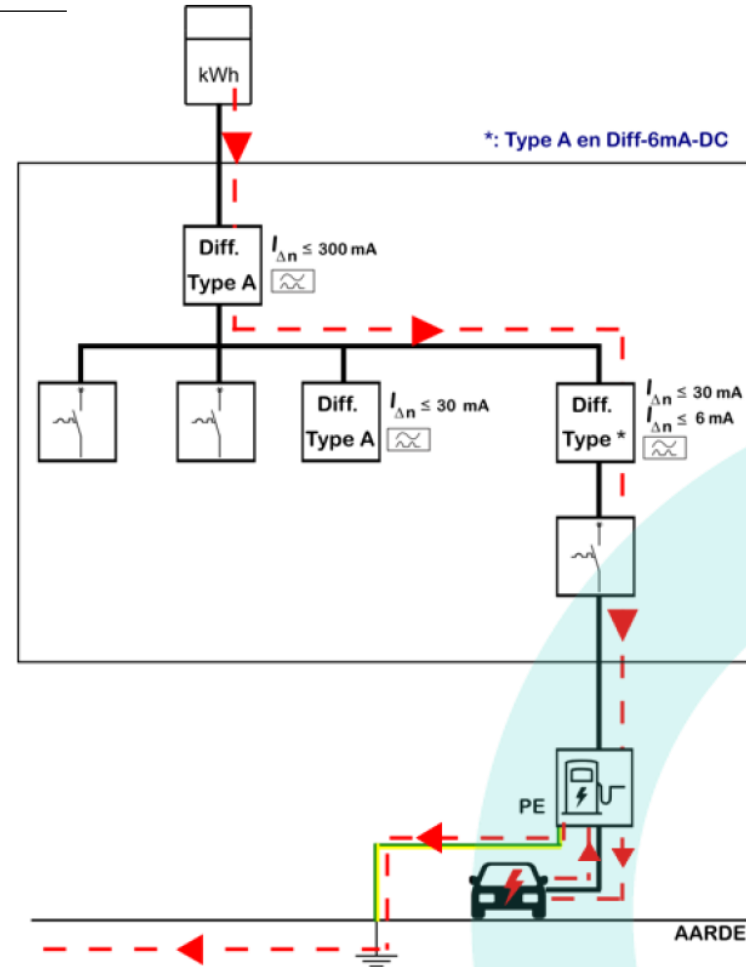 kWh
*: Type A en Diff-6mA-DC
Diff.
Type A
IΔn ≤ 300 mA
Diff.
Type A
IΔn ≤ 30 mA
Diff.
Type *
IΔn ≤ 30 mA
IΔn ≤ 6 mA
PE
AARDE